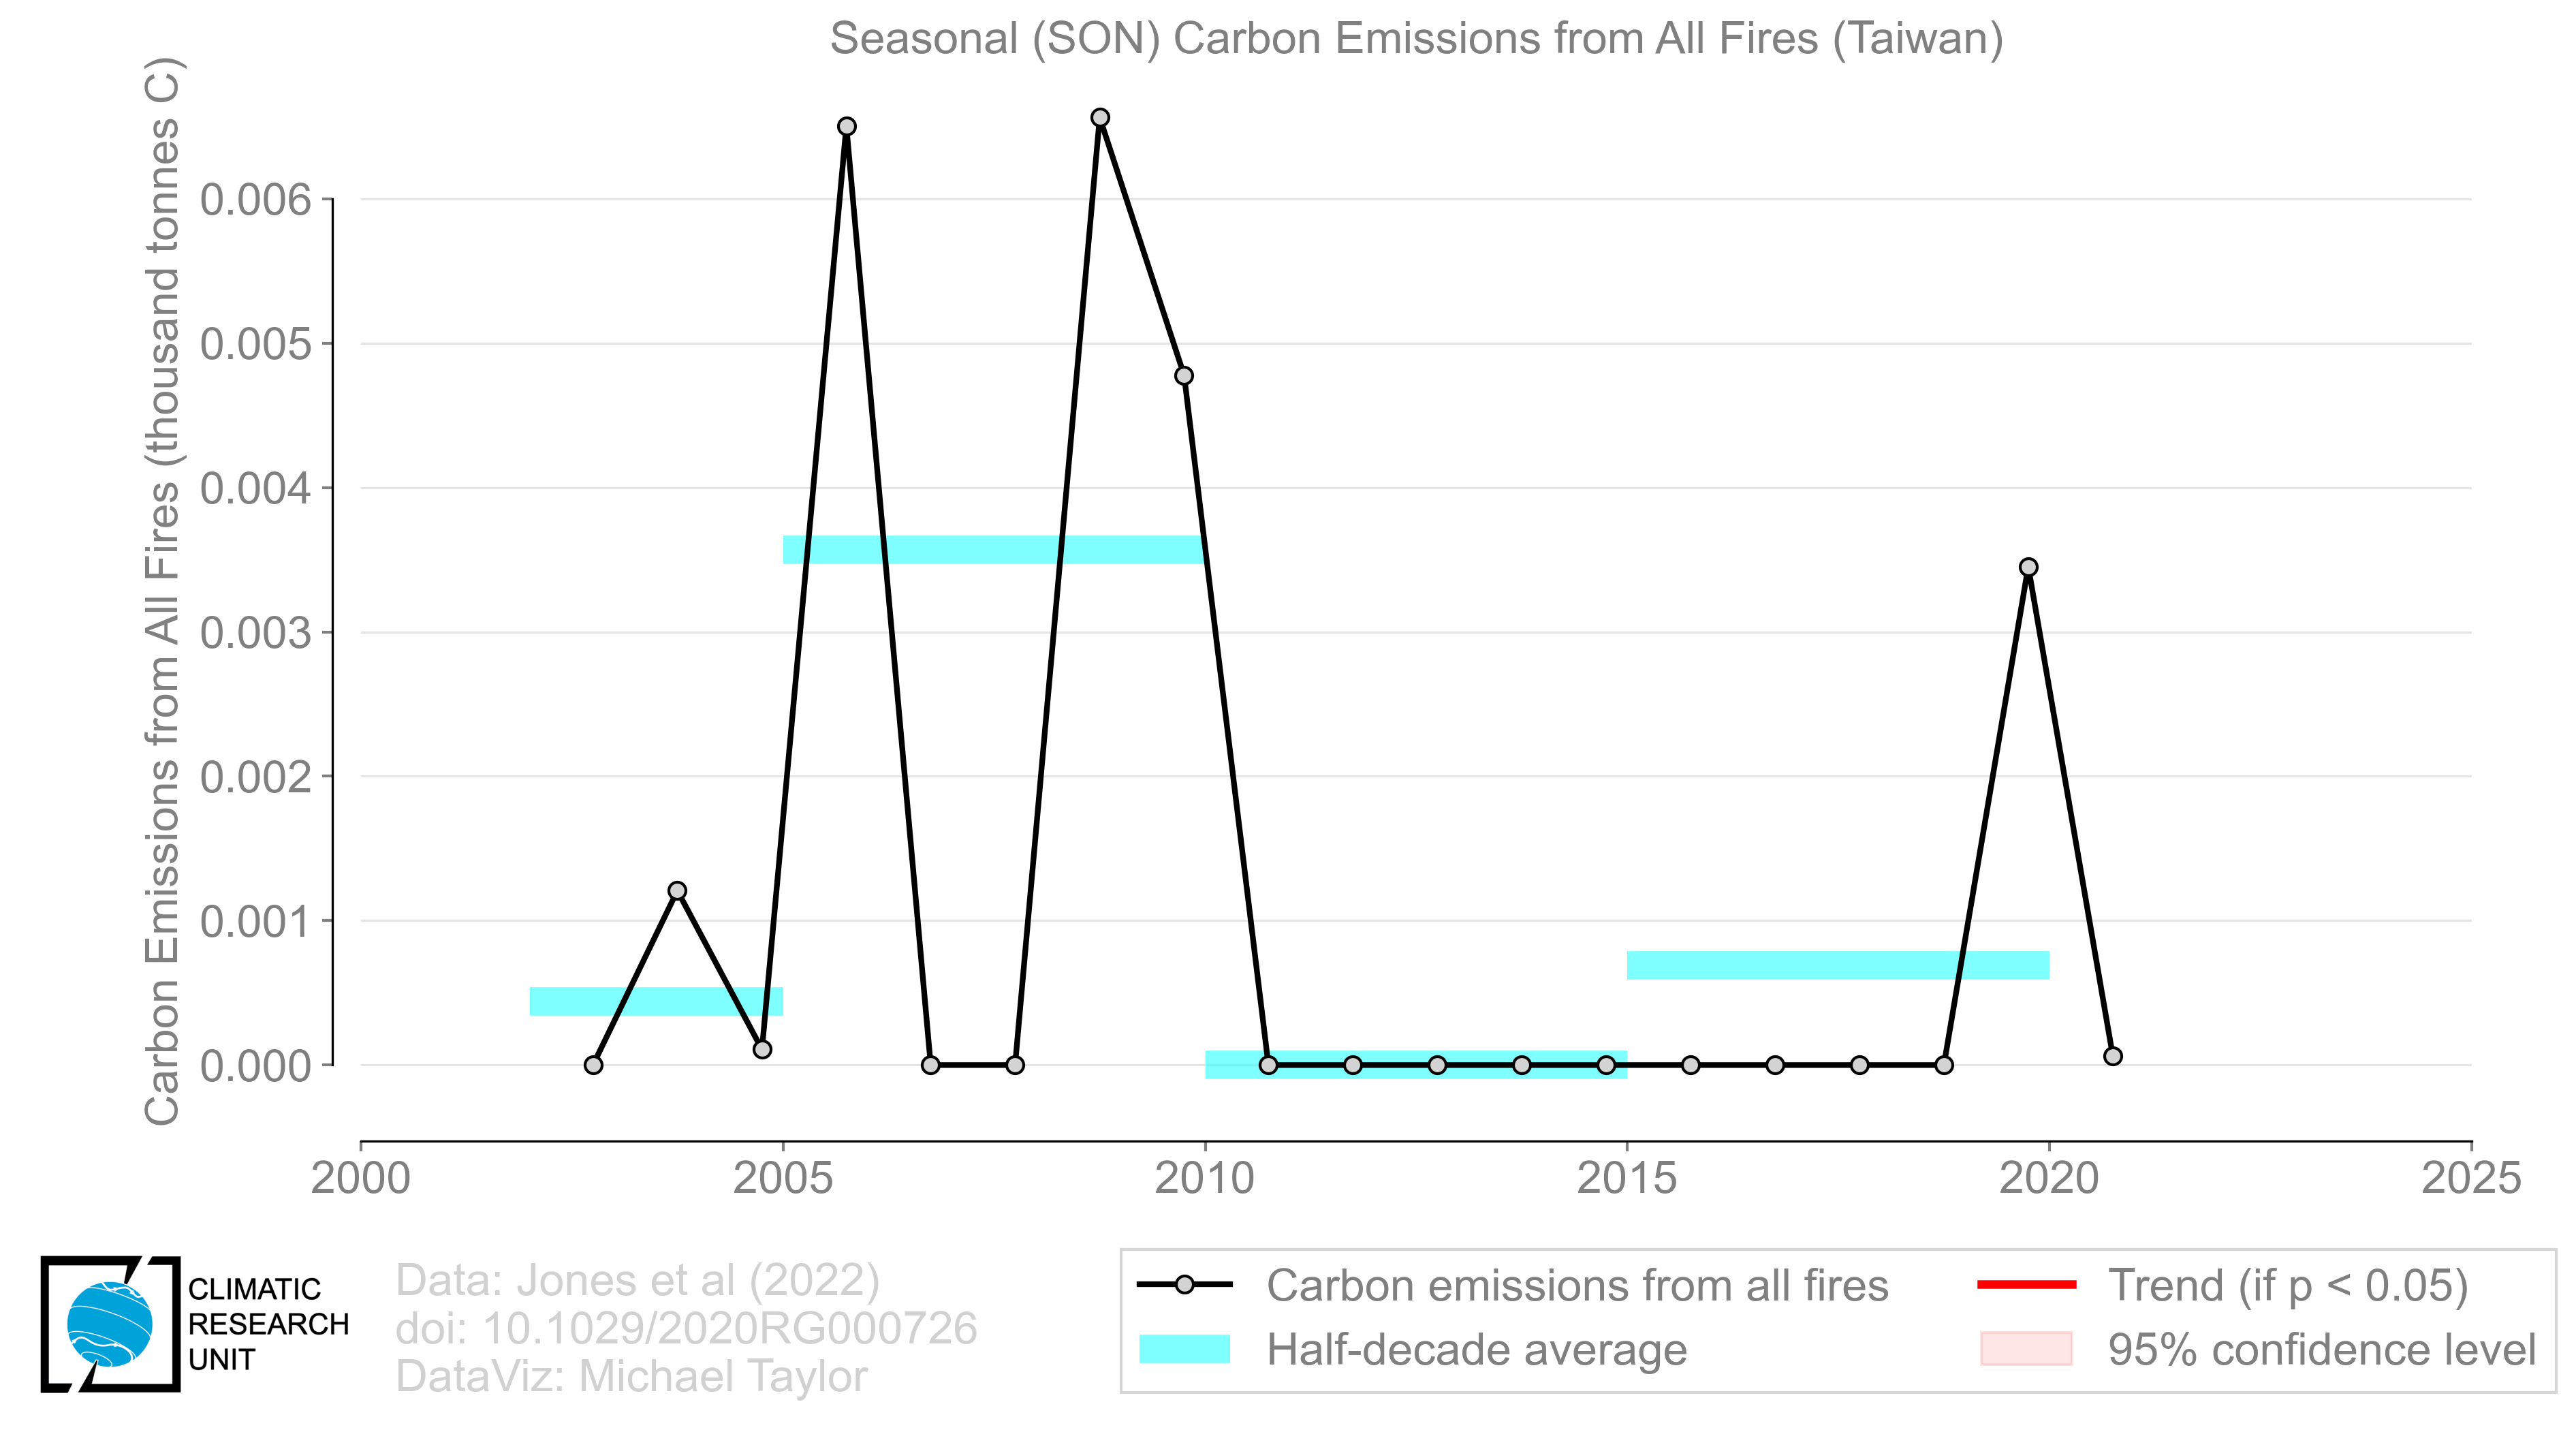 Seasonal (SON) Carbon Emissions from All Fires (Taiwan)
Carbon Emissions from All Fires (thousand tonnes C)
0.006
0.005
0.004
0.003
0.002
0.001
0.000
2000 2005 2010 2015 2020 2025
CLIMATIC
RESEARCH
UNIT
Data: Jones et al (2022)
doi: 10.1029/2020RG000726
DataViz: Michael Taylor
Carbon emissions from all fires
Half-decade average
Trend (if p < 0.05)
95% confidence level